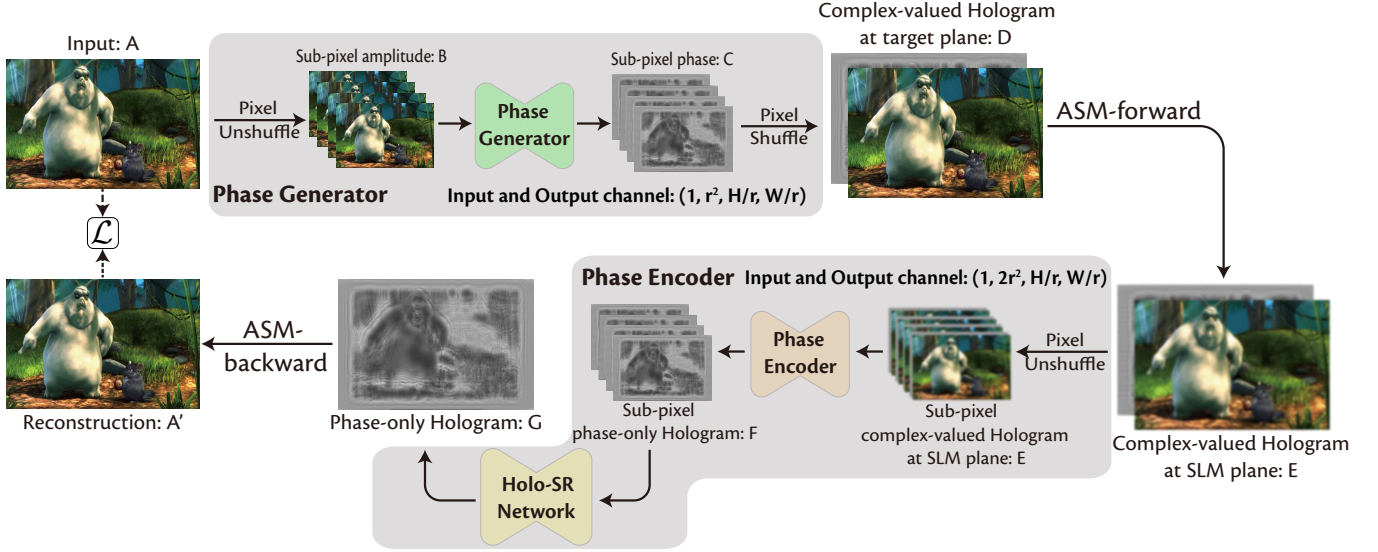 Input: A
Pixel
Unshuffle
Sub-pixel amplitude: B
Phase
Generator
Sub-pixel phase: C
Pixel
Shuffle
Phase Generator
Input and Output channel: (1, r², H/r, W/r)
Complex-valued Hologram
at target plane: D
ASM-forward
Complex-valued Hologram
at SLM plane: E
Phase Encoder
Input and Output channel: (1, 2r², H/r, W/r)
Pixel
Unshuffle
Sub-pixel
complex-valued Hologram
at SLM plane: E
Phase
Encoder
Sub-pixel
phase-only Hologram: F
Holo-SR
Network
Phase-only Hologram: G
ASM-
backward
Reconstruction: A'
ℒ